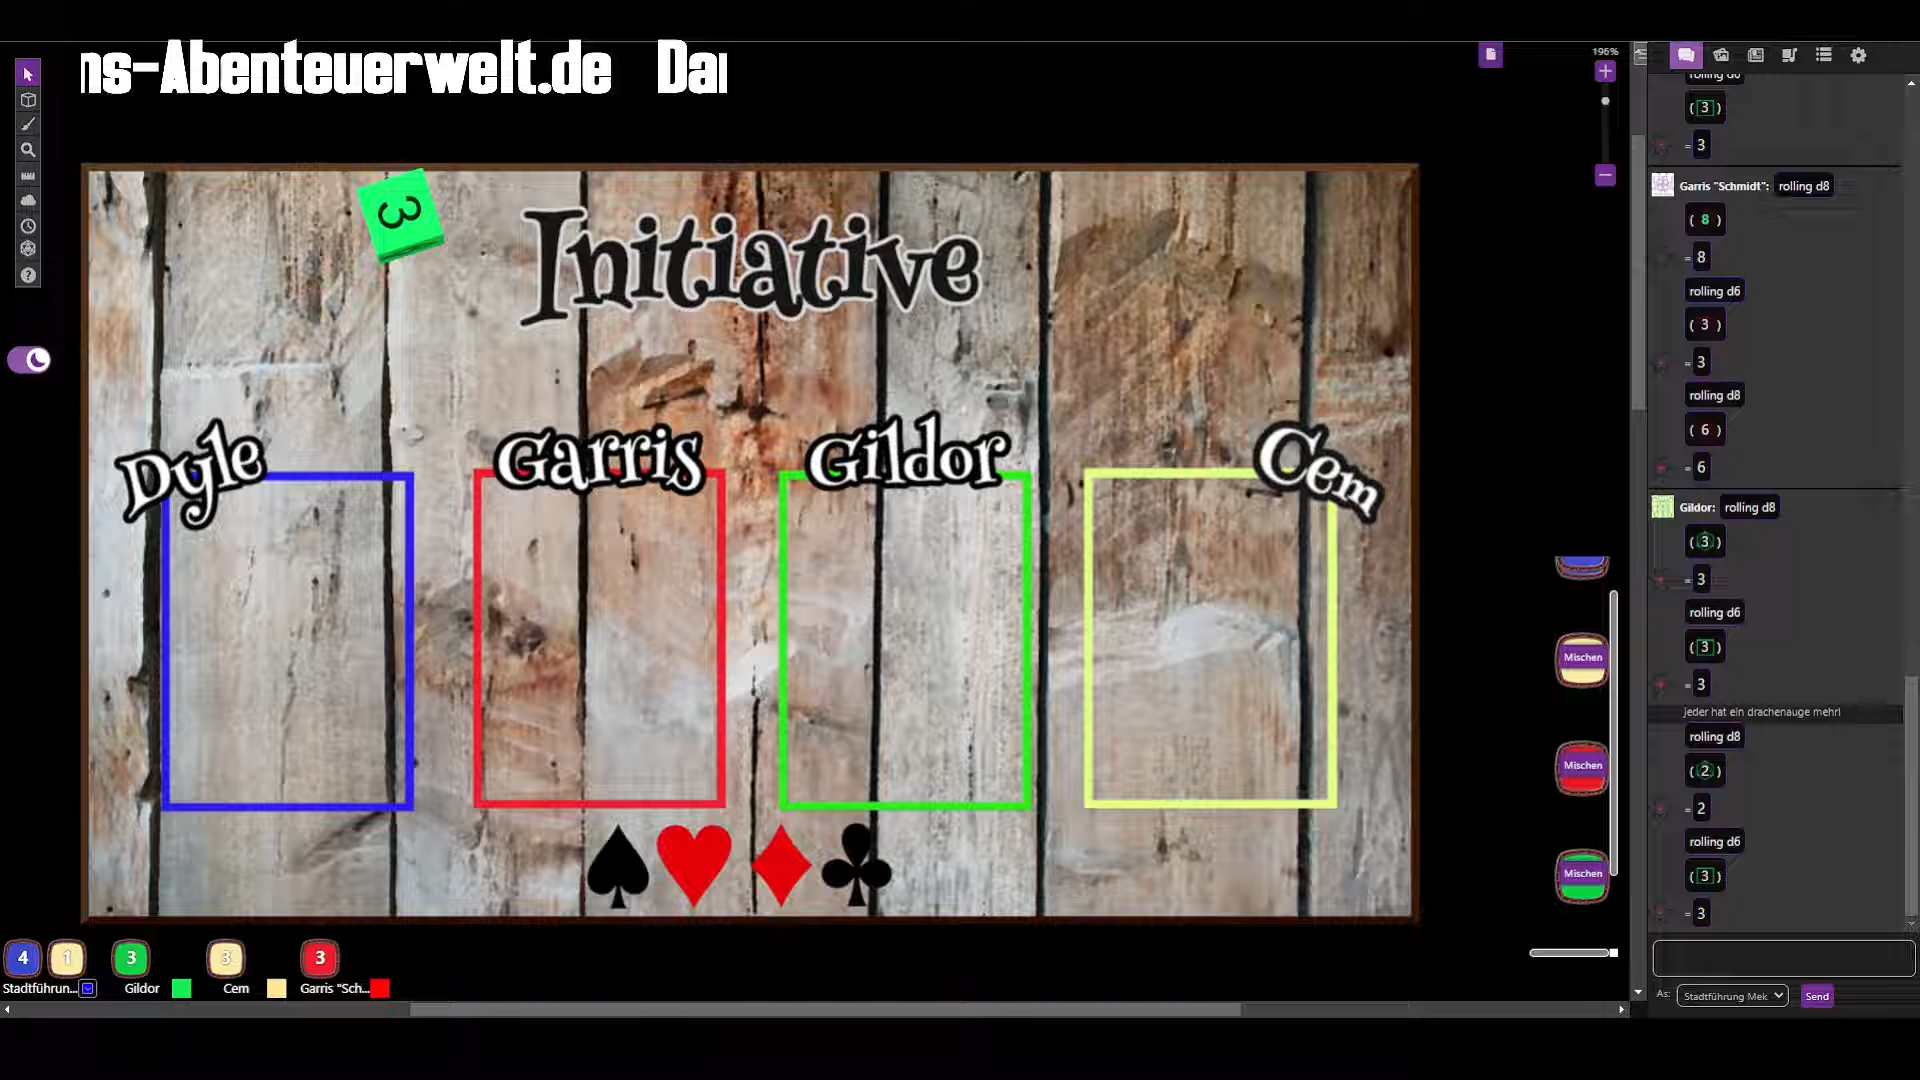 ns-Abenteuerwelt.de Da
196%
3
Initiative
Dyle
Garris
Gildor
Cem
Mischen
Mischen
Mischen
4
1
3
3
3
Stadtführun...
Gildor
Cem
Garris "Sch...
rolling d6
(3)
=3
Garris "Schmidt": rolling d8
(8)
=8
rolling d6
(3)
=3
rolling d8
(6)
=6
Gildor: rolling d8
(3)
=3
rolling d6
(3)
=3
jeder hat ein drachenauge mehr!
rolling d8
(2)
=2
rolling d6
(3)
=3
As: Stadtführung Mek
Send